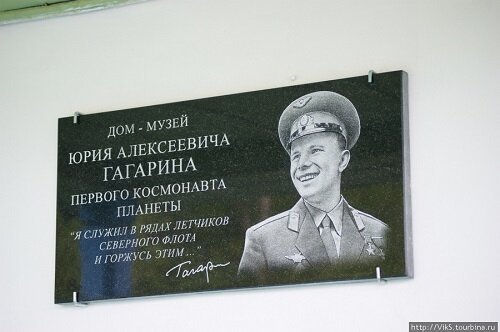 ДОМ - МУЗЕЙ
ЮРИЯ АЛЕКСЕЕВИЧА
ГАГАРИНА
ПЕРВОГО КОСМОНАВТА
ПЛАНЕТЫ
"Я СЛУЖИЛ В РЯДАХ ЛЕТЧИКОВ
СЕВЕРНОГО ФЛОТА
И ГОРЖУСЬ ЭТИМ ..."
Гагарин
http://VikS.tourbina.ru